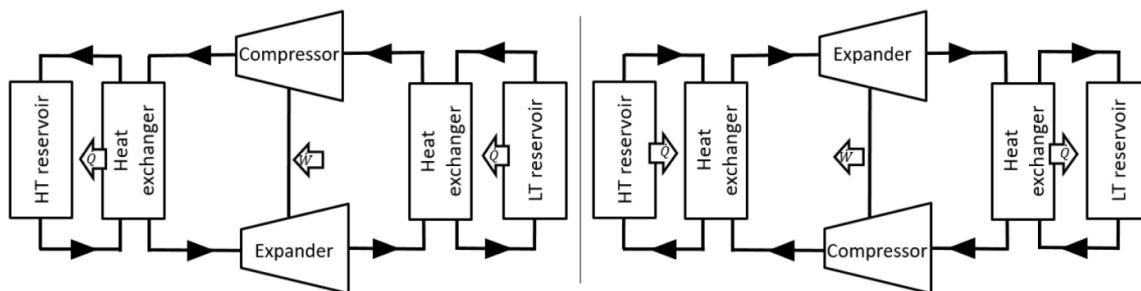 Compressor
HT reservoir
Q̇
Heat
exchanger
Ẇ
Heat
exchanger
Q̇
LT reservoir
Expander
Expander
HT reservoir
Q̇
Heat
exchanger
Ẇ
Heat
exchanger
Q̇
LT reservoir
Compressor